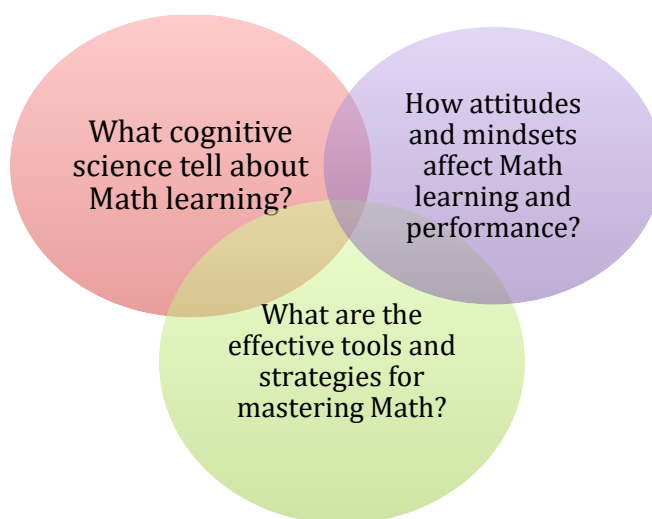 What cognitive
science tell about
Math learning?
How attitudes
and mindsets
affect Math
learning and
performance?
What are the
effective tools and
strategies for
mastering Math?